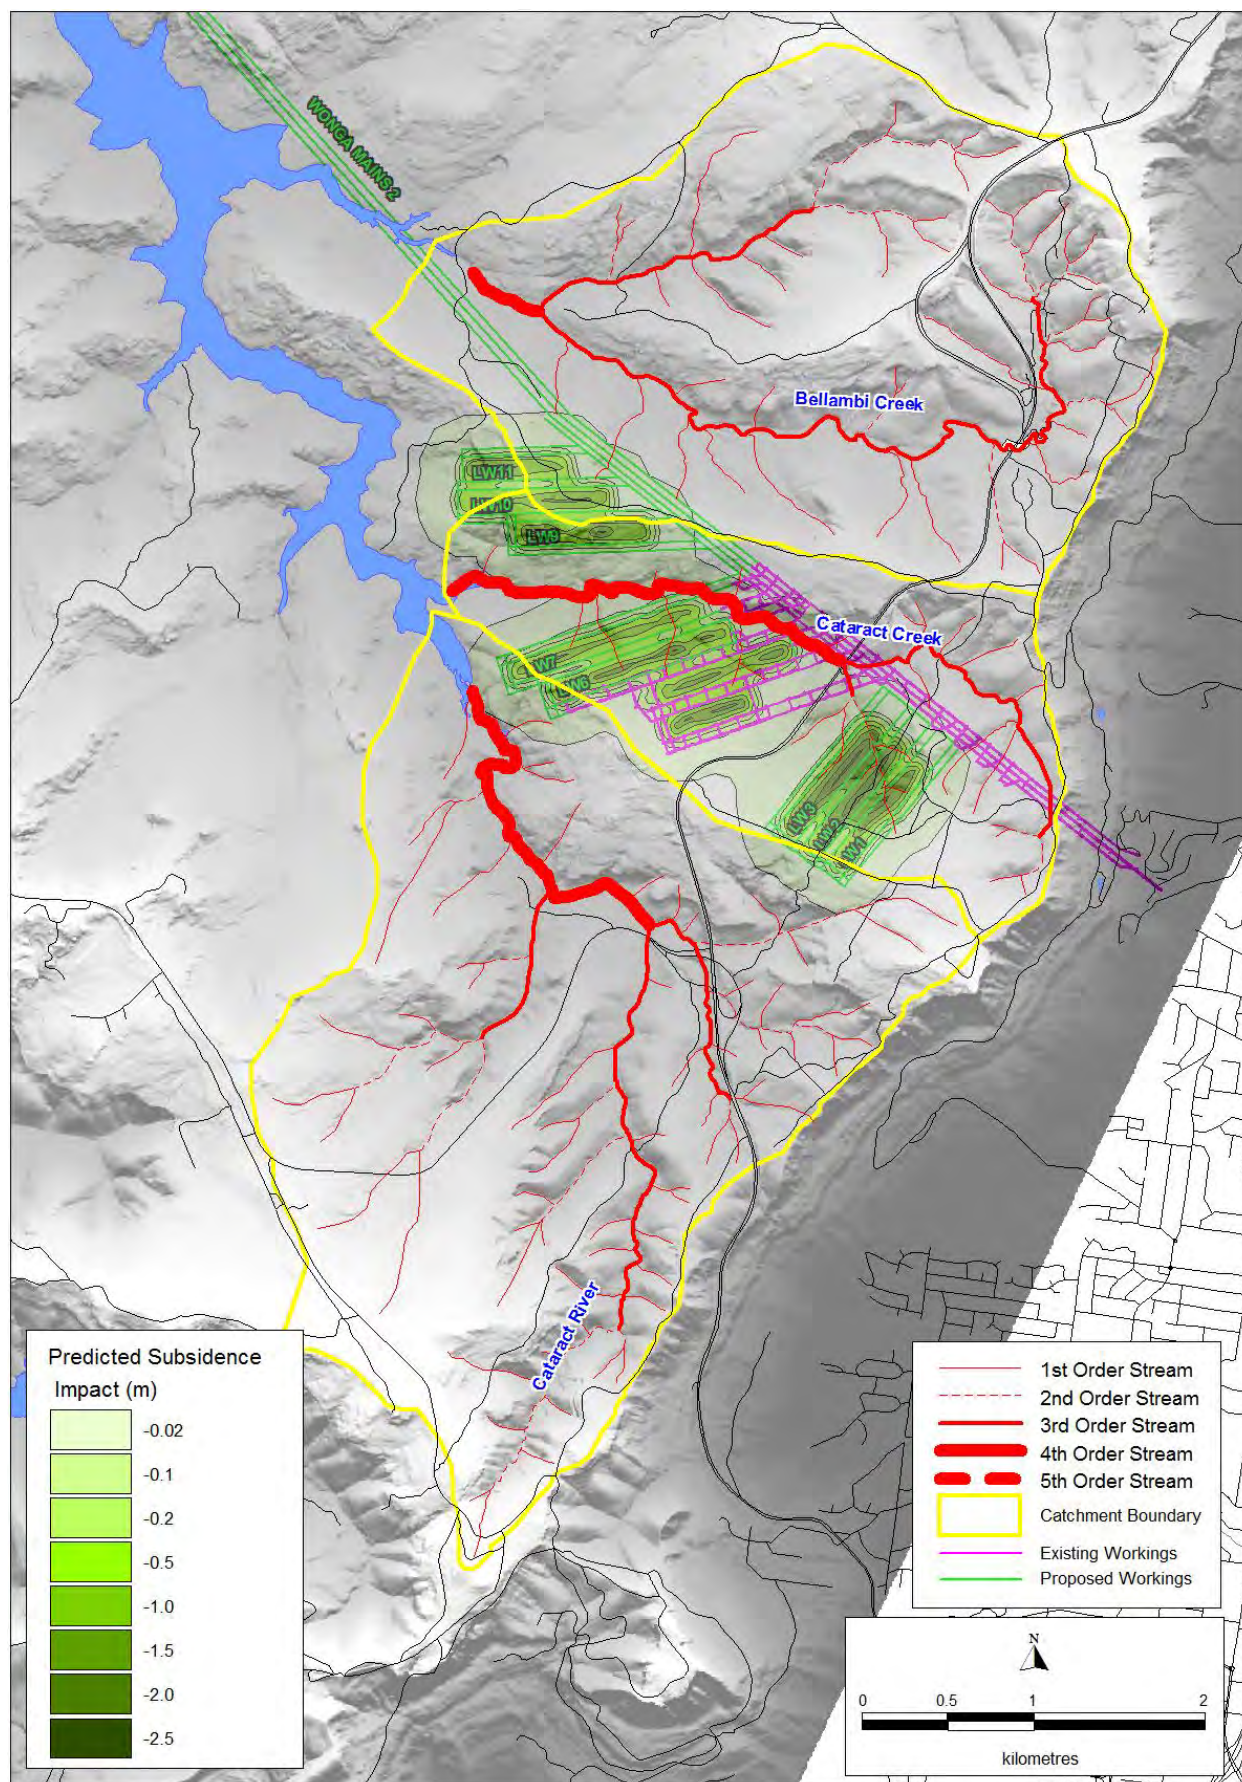 WONGA MAINS 2
Bellambi Creek
LW11
LW10
LW9
Cataract Creek
LW7
LW6
LW3
LW2
LW1
Cataract River
Predicted Subsidence
Impact (m)
-0.02
-0.1
-0.2
-0.5
-1.0
-1.5
-2.0
-2.5
1st Order Stream
2nd Order Stream
3rd Order Stream
4th Order Stream
5th Order Stream
Catchment Boundary
Existing Workings
Proposed Workings
N
0 0.5 1 2
kilometres